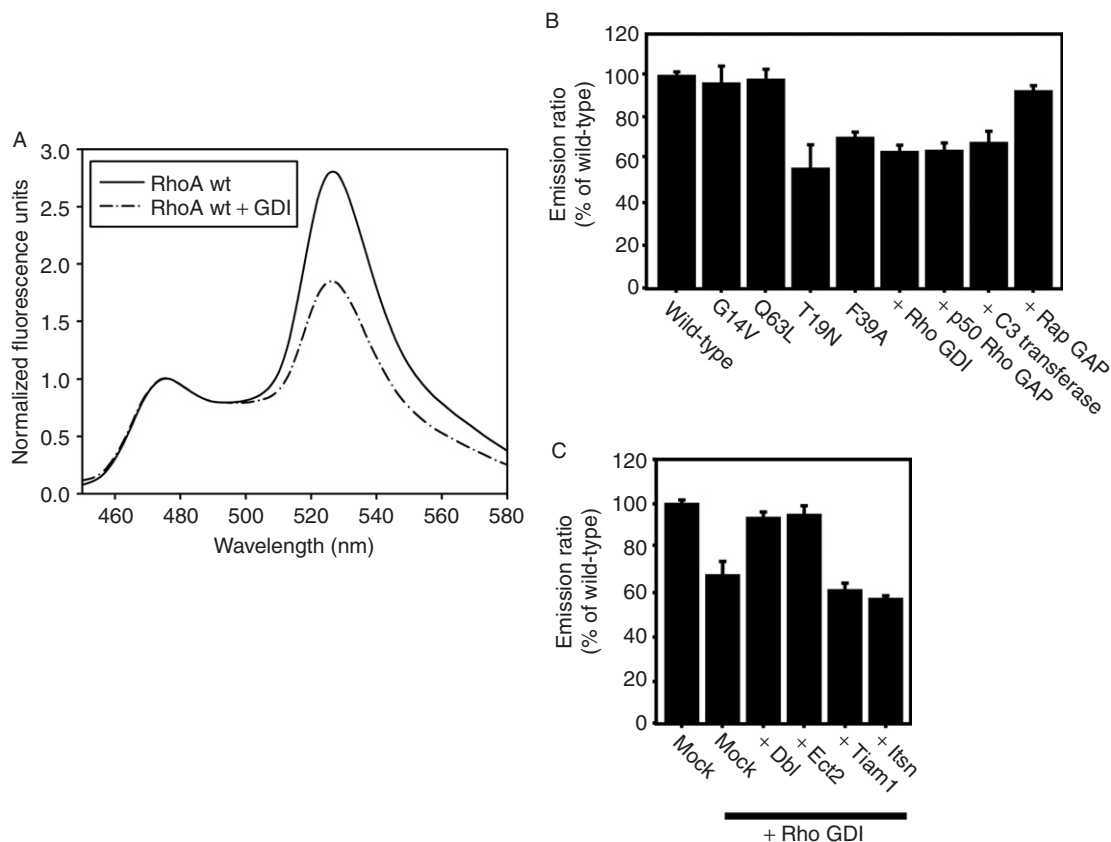 A
Normalized fluorescence units
3.0
2.5
2.0
1.5
1.0
0.5
0.0
RhoA wt
RhoA wt + GDI
460 480 500 520 540 560 580
Wavelength (nm)
B
Emission ratio
(% of wild-type)
120
100
80
60
40
20
0
Wild-type
G14V
Q63L
T19N
F39A
+ Rho GDI
+ p50 Rho GAP
+ C3 transferase
+ Rap GAP
C
Emission ratio
(% of wild-type)
120
100
80
60
40
20
0
Mock
Mock
+ Dbl
+ Ect2
+ Tiam1
+ Itsn
+ Rho GDI